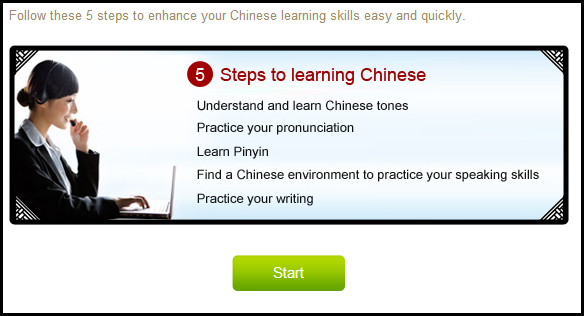 Follow these 5 steps to enhance your Chinese learning skills easy and quickly.
5 Steps to learning Chinese
Understand and learn Chinese tones
Practice your pronunciation
Learn Pinyin
Find a Chinese environment to practice your speaking skills
Practice your writing
Start